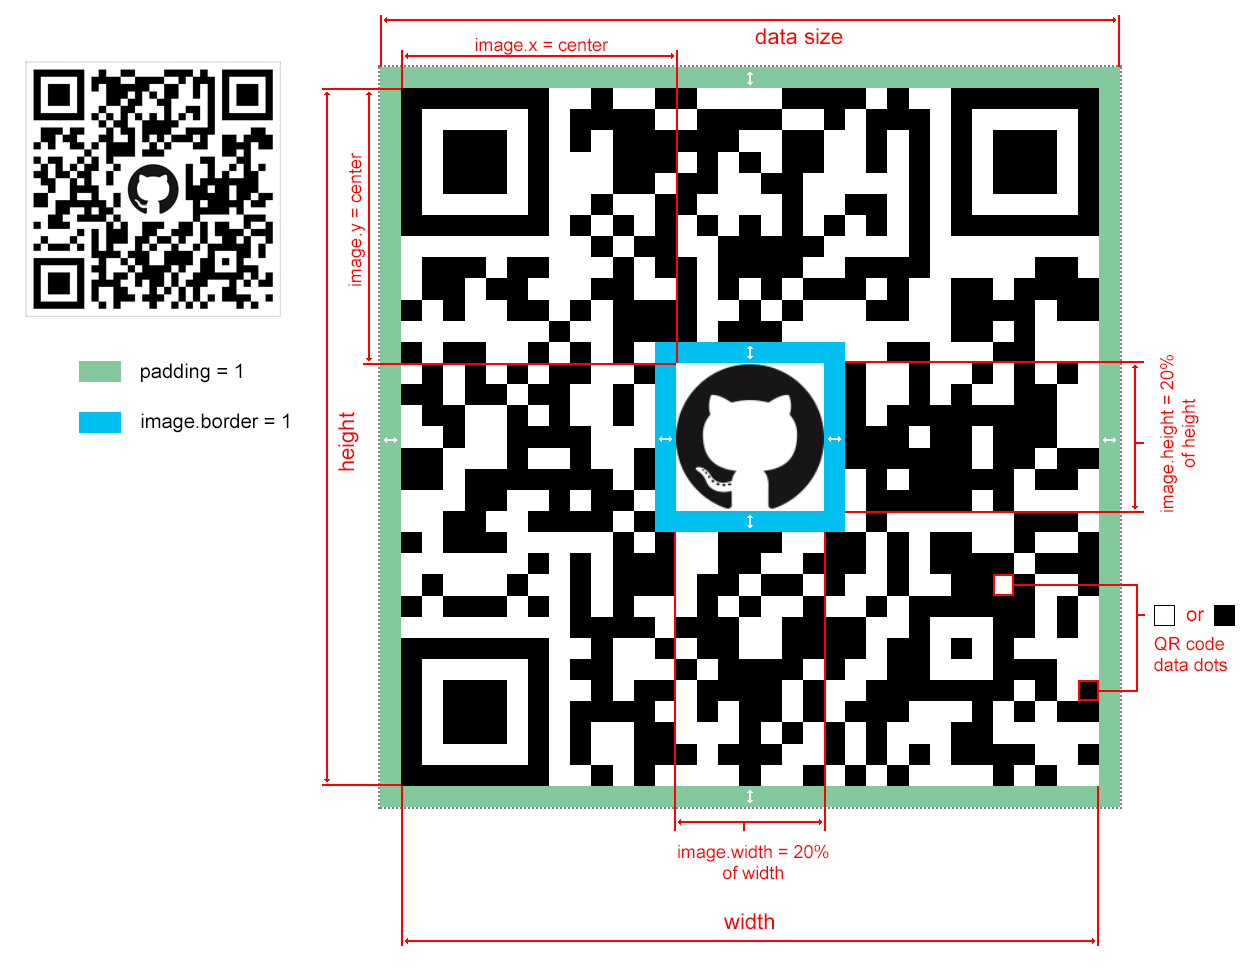 data size
image.x = center
image.y = center
padding = 1
image.border = 1
height
image.height = 20%
of height
or
QR code
data dots
image.width = 20%
of width
width